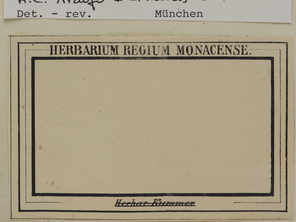 Det. - rev. München
HERBARIUM REGIUM MONACENSE.
Herbar Kummer